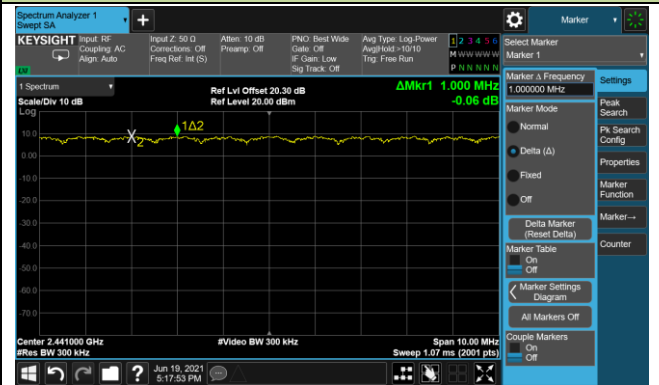 Spectrum Analyzer 1
Swept SA
Marker
KEYSIGHT
Input: RF
Coupling: AC
Align: Auto
Input Z: 50 Ω
Corrections: Off
Freq Ref: Int (S)
Atten: 10 dB
Preamp: Off
PNO: Best Wide
Gate: Off
IF Gain: Low
Sig Track: Off
Avg Type: Log-Power
Avg|Hold:>10/10
Trig: Free Run
1 2 3 4 5 6
M W W W W W
P N N N N N
LXI
Select Marker
Marker 1
1 Spectrum
Scale/Div 10 dB
Log
Ref Lvl Offset 20.30 dB
Ref Level 20.00 dBm
ΔMkr1 1.000 MHz
-0.06 dB
10.0
0.00
-10.0
-20.0
-30.0
-40.0
-50.0
-60.0
-70.0
X2
1Δ2
Center 2.441000 GHz
#Res BW 300 kHz
#Video BW 300 kHz
Span 10.00 MHz
Sweep 1.07 ms (2001 pts)
Marker Δ Frequency
1.000000 MHz
Marker Mode
Normal
Delta (Δ)
Fixed
Off
Delta Marker
(Reset Delta)
Marker Table
On
Off
Marker Settings
Diagram
All Markers Off
Couple Markers
On
Off
Settings
Peak
Search
Pk Search
Config
Properties
Marker
Function
Marker→
Counter
?
Jun 19, 2021
5:17:53 PM